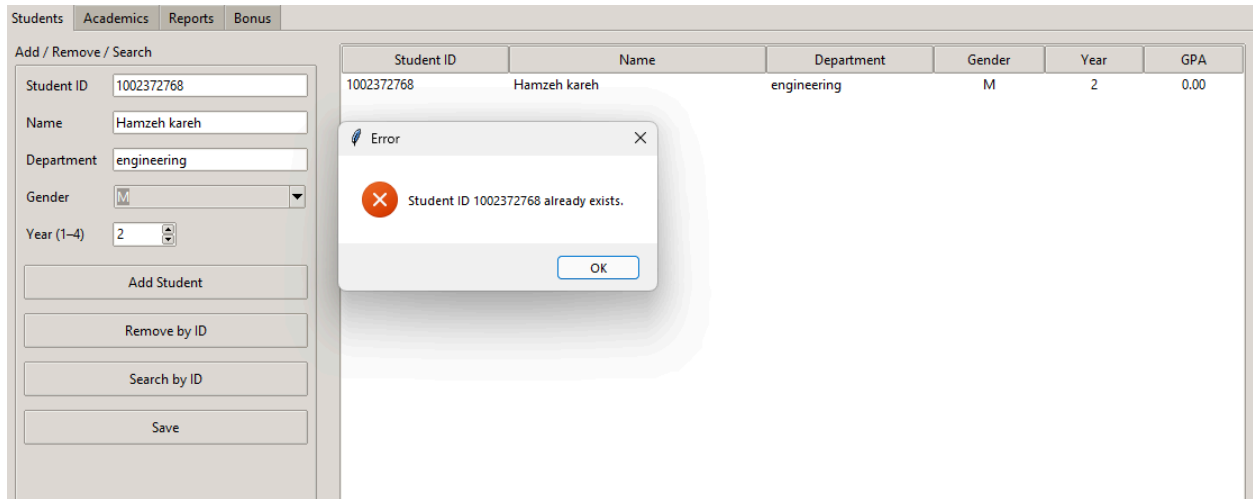 Students Academics Reports Bonus
Add / Remove / Search
Student ID 1002372768
Name Hamzeh kareh
Department engineering
Gender M
Year (1–4) 2
Add Student
Remove by ID
Search by ID
Save
Student ID Name Department Gender Year GPA
1002372768 Hamzeh kareh engineering M 2 0.00
Error
Student ID 1002372768 already exists.
OK